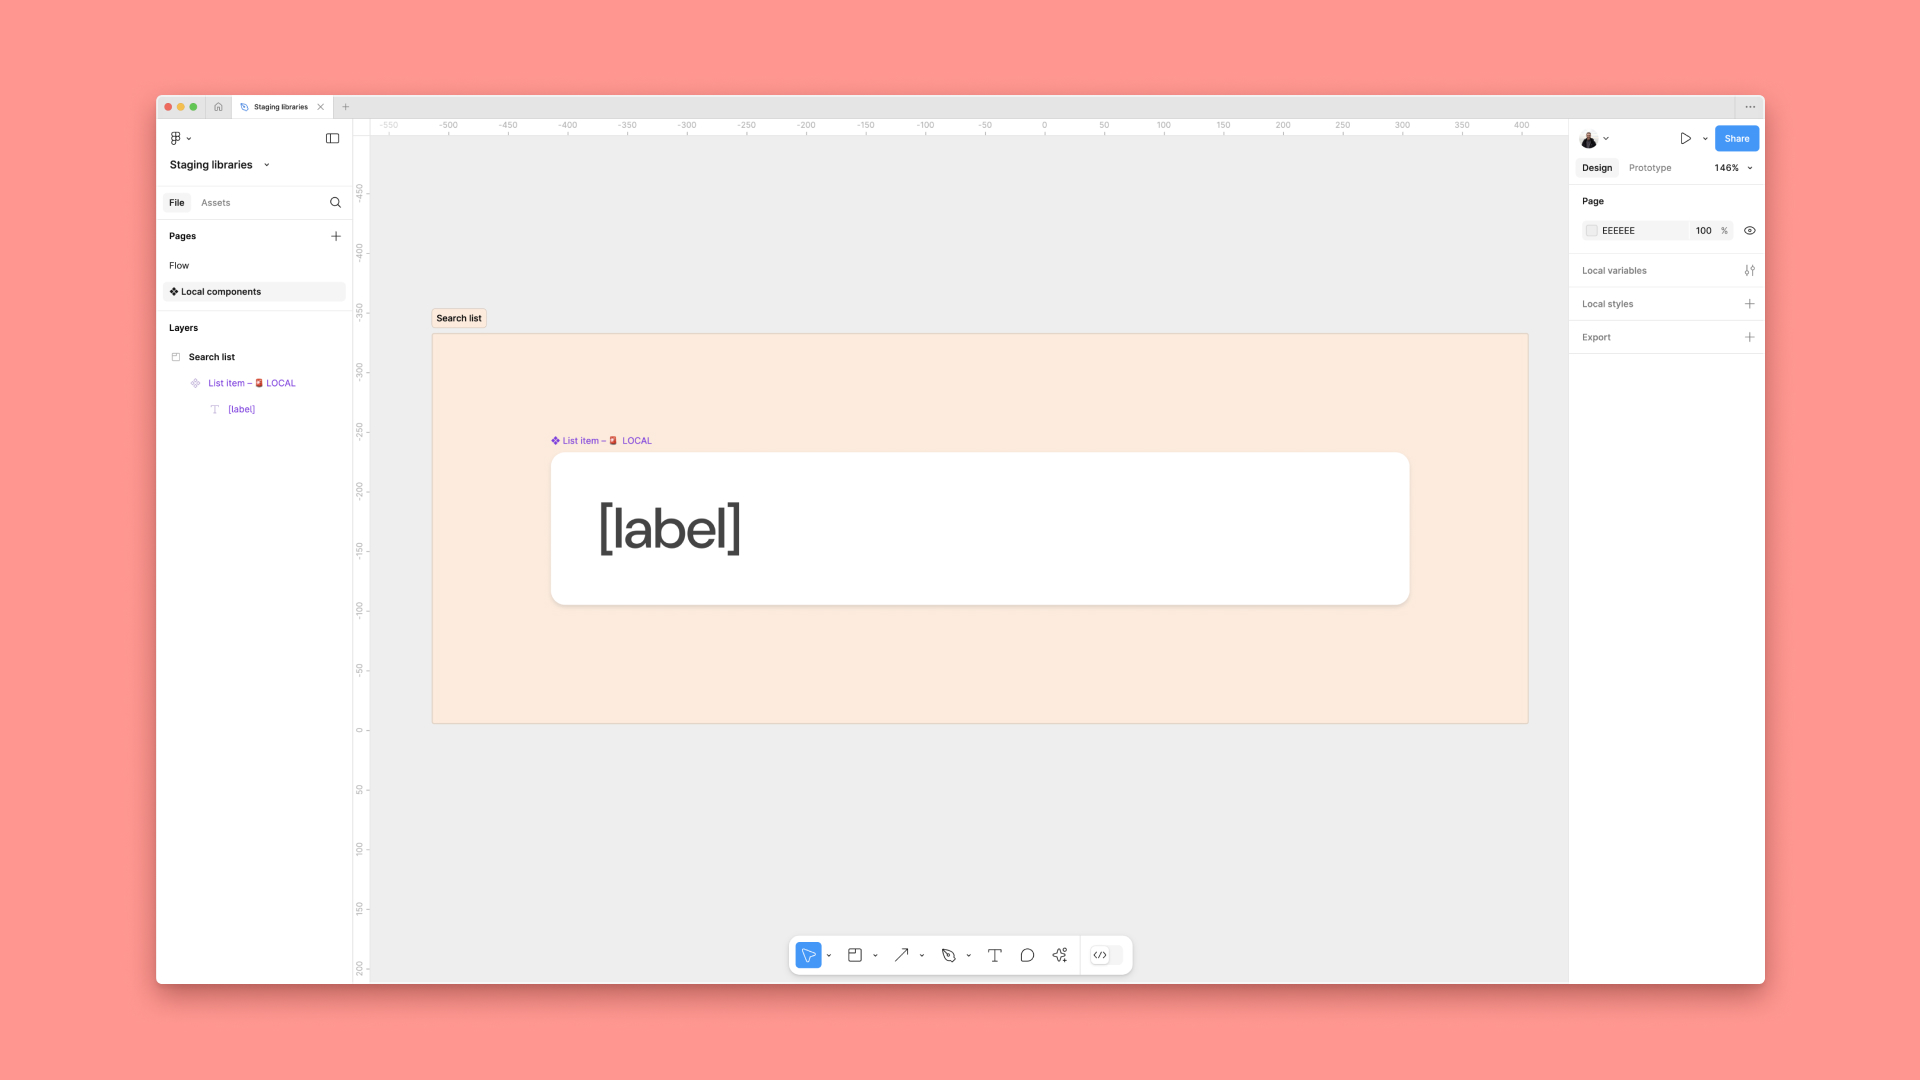 Staging libraries
Staging libraries
File Assets
Pages
Flow
Local components
Layers
Search list
List item – 🚨 LOCAL
[label]
-550 -500 -450 -400 -350 -300 -250 -200 -150 -100 -50 0 50 100 150 200 250 300 350 400
-450
-400
-350
-300
-250
-200
-150
-100
-50
0
50
100
150
200
Search list
List item – 🚨 LOCAL
[label]
Share
Design Prototype 146%
Page
EEEEEE 100 %
Local variables
Local styles
Export